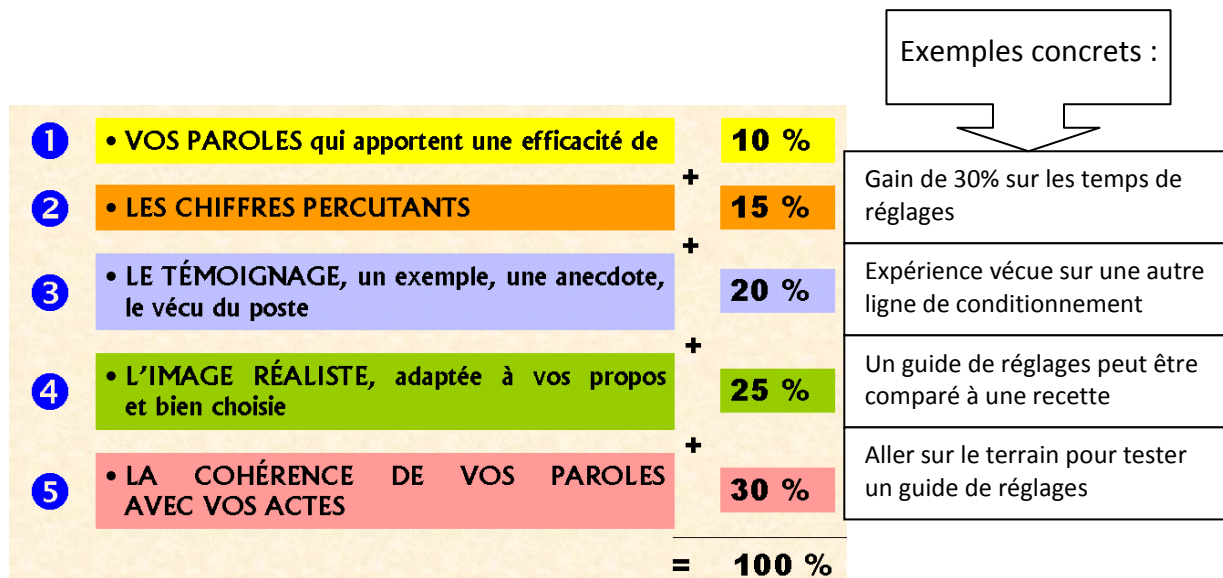 Exemples concrets :
1 • VOS PAROLES qui apportent une efficacité de 10 %
+
2 • LES CHIFFRES PERCUTANTS 15 %
Gain de 30% sur les temps de
réglages
+
3 • LE TÉMOIGNAGE, un exemple, une anecdote,
le vécu du poste
20 %
Expérience vécue sur une autre
ligne de conditionnement
+
4 • L'IMAGE RÉALISTE, adaptée à vos propos
et bien choisie
25 %
Un guide de réglages peut être
comparé à une recette
+
5 • LA COHÉRENCE DE VOS PAROLES
AVEC VOS ACTES
30 %
Aller sur le terrain pour tester
un guide de réglages
= 100 %